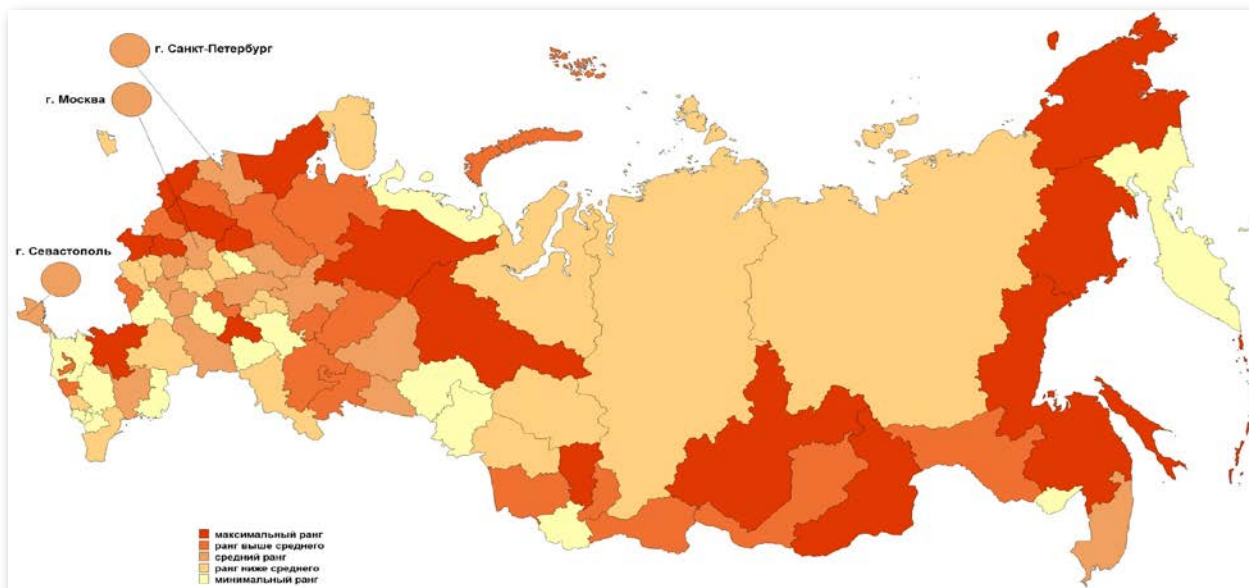 г. Санкт-Петербург
г. Москва
г. Севастополь
максимальный ранг
ранг выше среднего
средний ранг
ранг ниже среднего
минимальный ранг